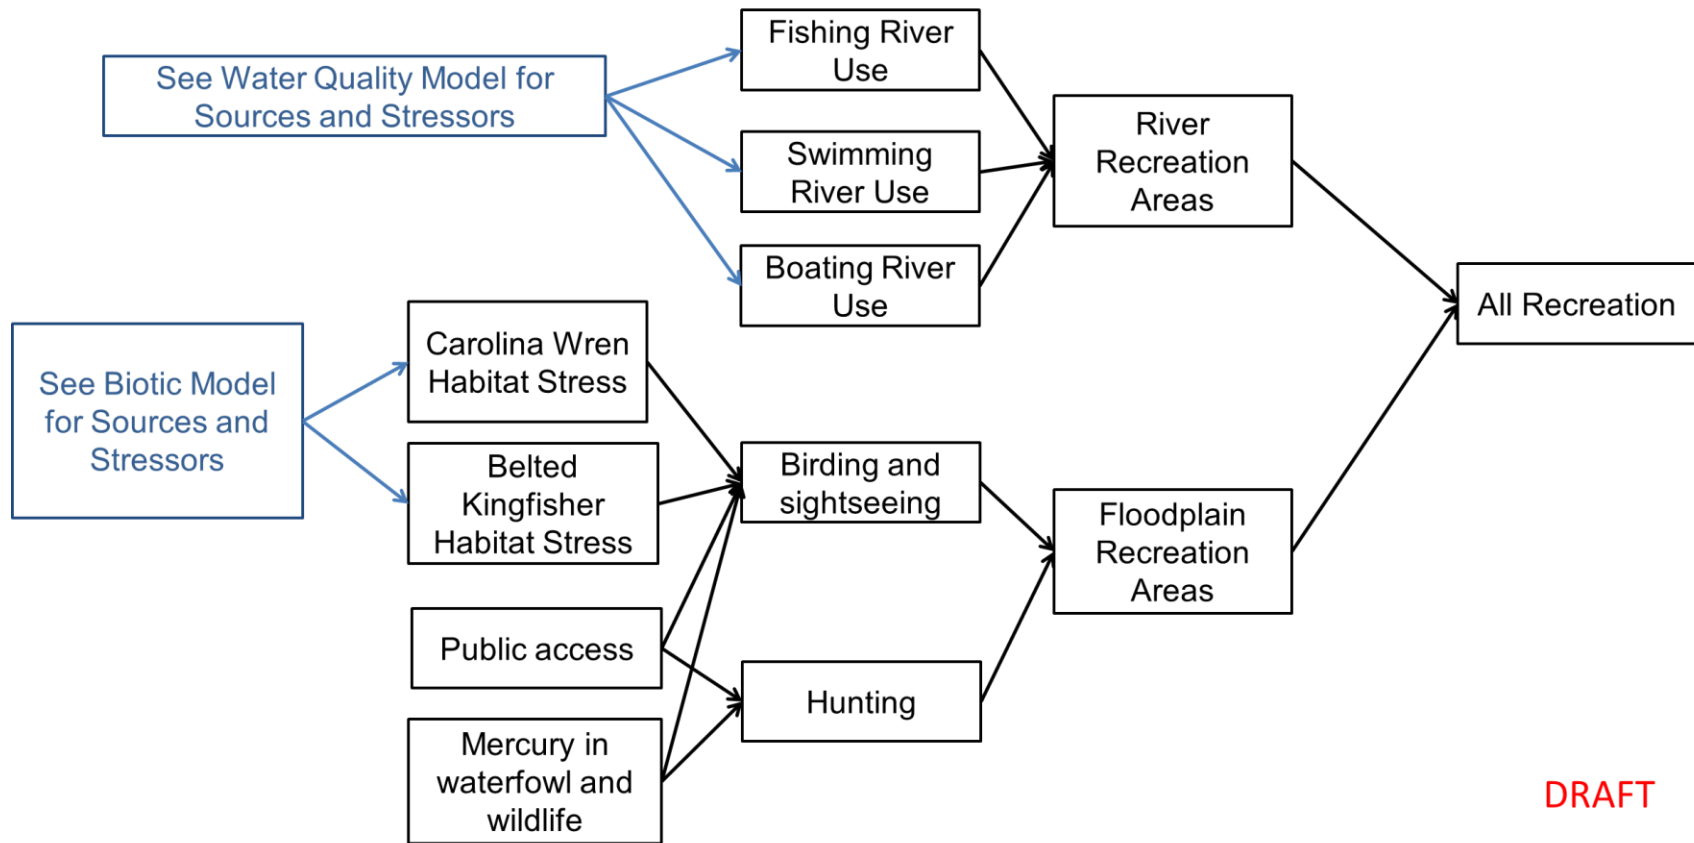 See Water Quality Model for
Sources and Stressors
Fishing River
Use
Swimming
River Use
Boating River
Use
River
Recreation
Areas
All Recreation
See Biotic Model
for Sources and
Stressors
Carolina Wren
Habitat Stress
Belted
Kingfisher
Habitat Stress
Public access
Mercury in
waterfowl and
wildlife
Birding and
sightseeing
Hunting
Floodplain
Recreation
Areas
DRAFT